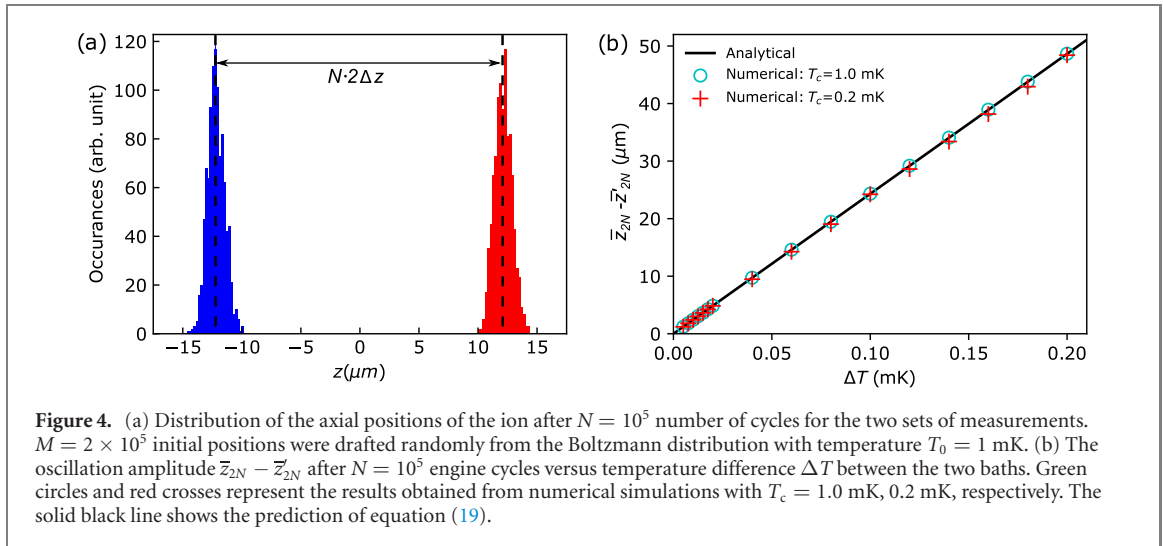 (a)
120
100
80
60
40
20
0
Occurances (arb. unit)
N·2Δz
−15 −10 −5 0 5 10 15
z(μm)
(b)
50
40
30
20
10
0
z̅₂N -z̅′₂N (μm)
Analytical
Numerical: Tc=1.0 mK
Numerical: Tc=0.2 mK
0.00 0.05 0.10 0.15 0.20
ΔT (mK)
Figure 4. (a) Distribution of the axial positions of the ion after N = 10⁵ number of cycles for the two sets of measurements.
M = 2 × 10⁵ initial positions were drafted randomly from the Boltzmann distribution with temperature T₀ = 1 mK. (b) The
oscillation amplitude z̅₂N − z̅′₂N after N = 10⁵ engine cycles versus temperature difference ΔT between the two baths. Green
circles and red crosses represent the results obtained from numerical simulations with Tc = 1.0 mK, 0.2 mK, respectively. The
solid black line shows the prediction of equation (19).